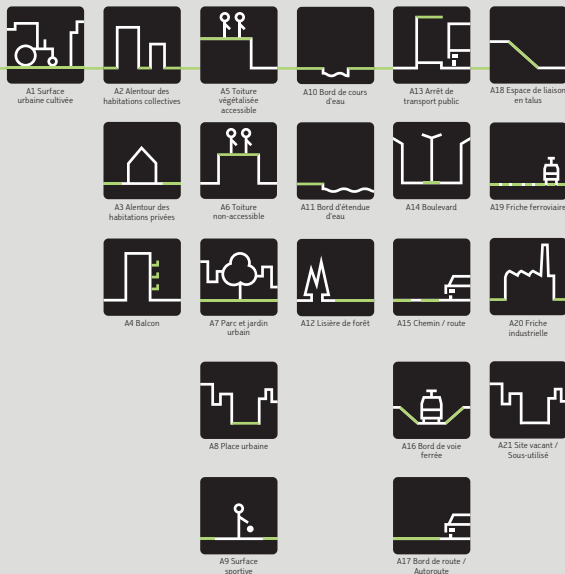 A1 Surface
urbaine cultivée
A2 Alentour des
habitations collectives
A5 Toiture
végétalisée
accessible
A10 Bord de cours
d'eau
A13 Arrêt de
transport public
A18 Espace de liaison
en talus
A3 Alentour des
habitations privées
A6 Toiture
non-accessible
A11 Bord d'étendue
d'eau
A14 Boulevard
A19 Friche ferroviaire
A4 Balcon
A7 Parc et jardin
urbain
A12 Lisière de forêt
A15 Chemin / route
A20 Friche
industrielle
A8 Place urbaine
A16 Bord de voie
ferrée
A21 Site vacant /
Sous-utilisé
A9 Surface
sportive
A17 Bord de route /
Autoroute